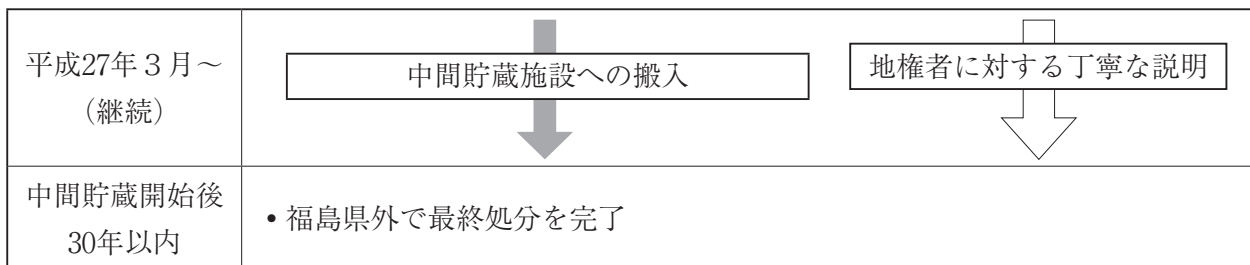 平成27年3月～
（継続）
中間貯蔵施設への搬入
地権者に対する丁寧な説明
中間貯蔵開始後
30年以内
•福島県外で最終処分を完了